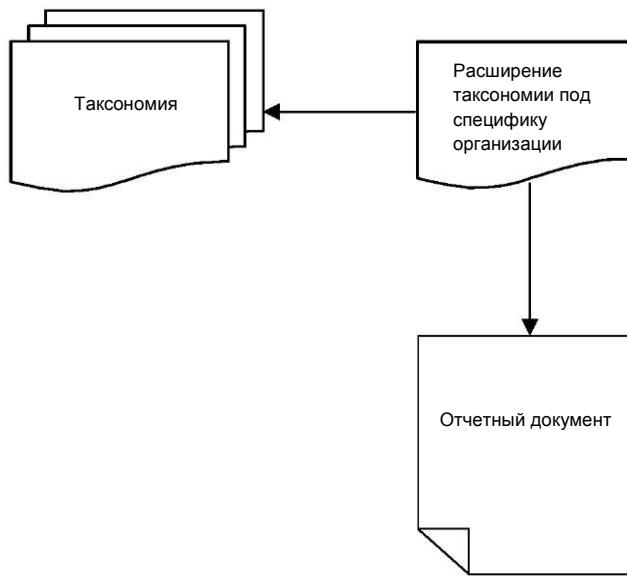 Таксономия
Расширение
таксономии под
специфику
организации
Отчетный документ